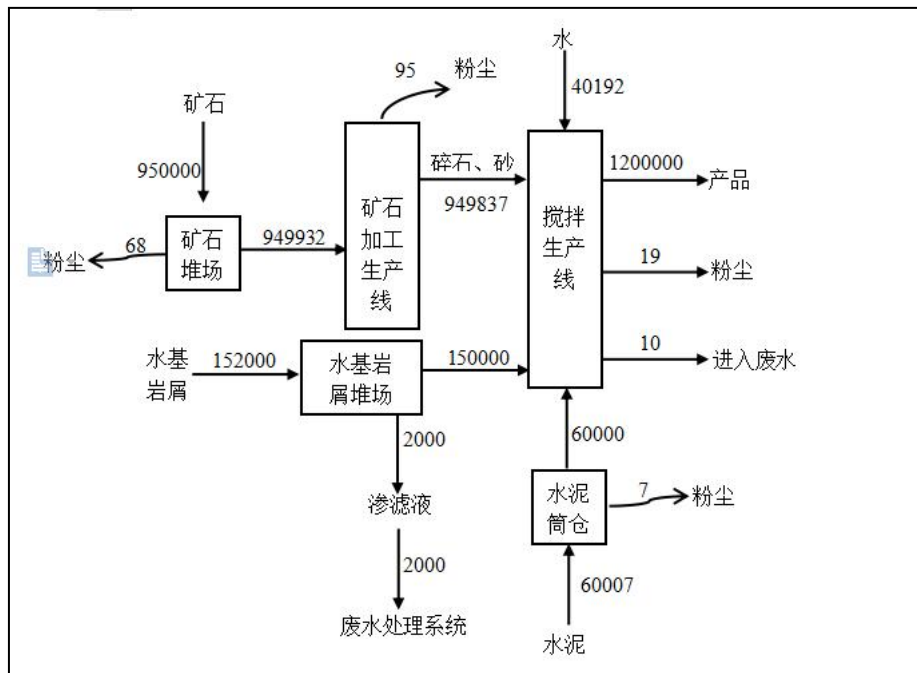 水
95
粉尘
40192
矿石
950000
碎石、砂
949837
1200000
产品
矿石
加工
生产
线
搅拌
生产
线
68
粉尘
矿石
堆场
949932
19
粉尘
水基
岩屑
152000
水基岩
屑堆场
150000
10
进入废水
2000
60000
渗滤液
水泥
筒仓
7
粉尘
2000
60007
废水处理系统
水泥